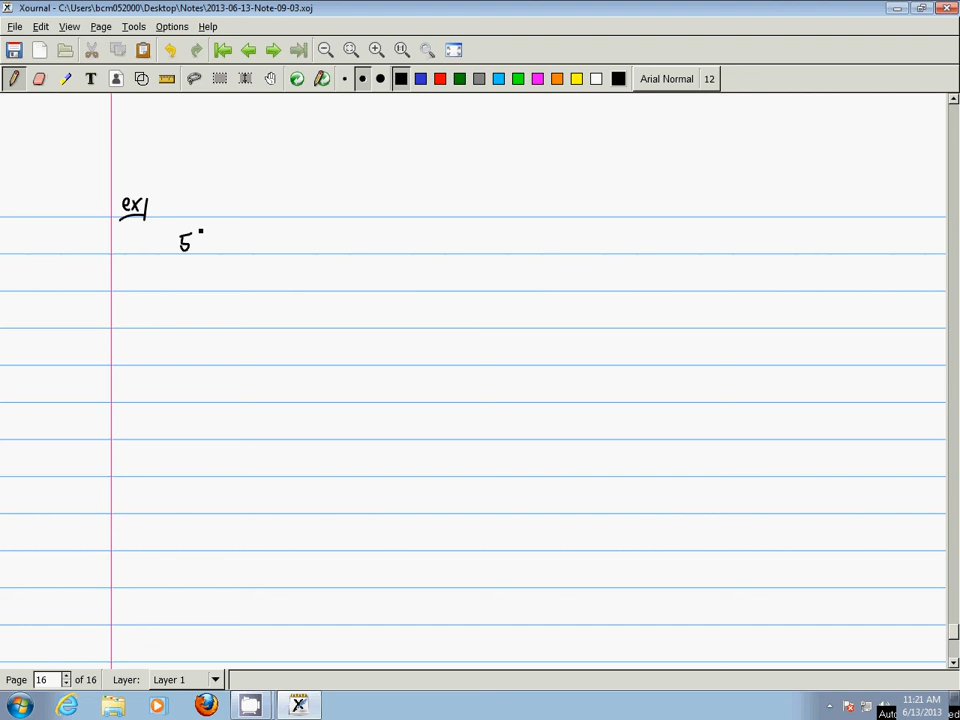 Xournal - C:\Users\bcm052000\Desktop\Notes\2013-06-13-Note-09-03.xoj
File Edit View Page Tools Options Help
T Arial Normal 12
ex
5
Page 16 of 16 Layer: Layer 1
11:21 AM
6/13/2013